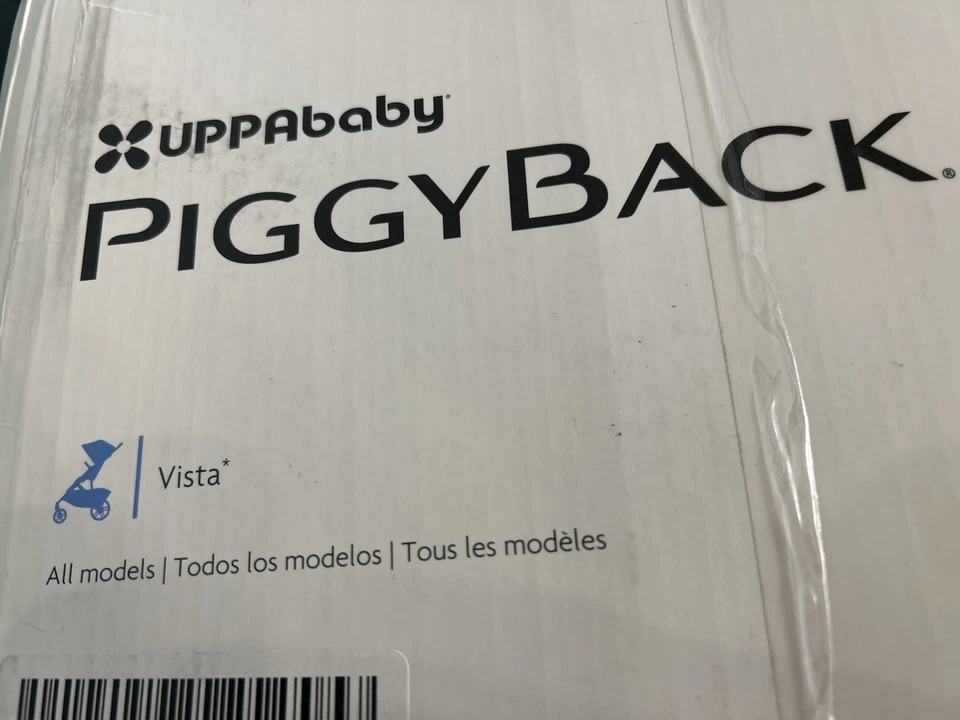 UPPAbaby
PIGGYBACK®
Vista*
All models | Todos los modelos | Tous les modèles